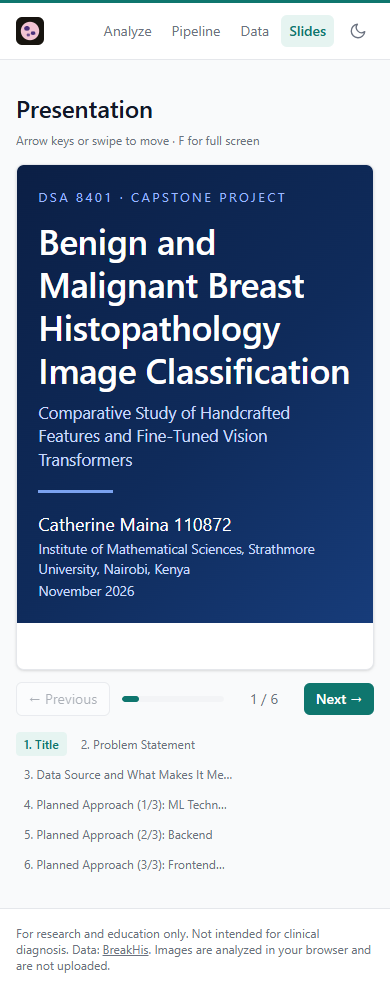 Analyze Pipeline Data Slides
Presentation
Arrow keys or swipe to move · F for full screen
DSA 8401 · CAPSTONE PROJECT
Benign and
Malignant Breast
Histopathology
Image Classification
Comparative Study of Handcrafted
Features and Fine-Tuned Vision
Transformers
Catherine Maina 110872
Institute of Mathematical Sciences, Strathmore
University, Nairobi, Kenya
November 2026
← Previous 1 / 6 Next →
1. Title 2. Problem Statement
3. Data Source and What Makes It Me...
4. Planned Approach (1/3): ML Techn...
5. Planned Approach (2/3): Backend
6. Planned Approach (3/3): Frontend...
For research and education only. Not intended for clinical
diagnosis. Data: BreakHis. Images are analyzed in your browser and
are not uploaded.